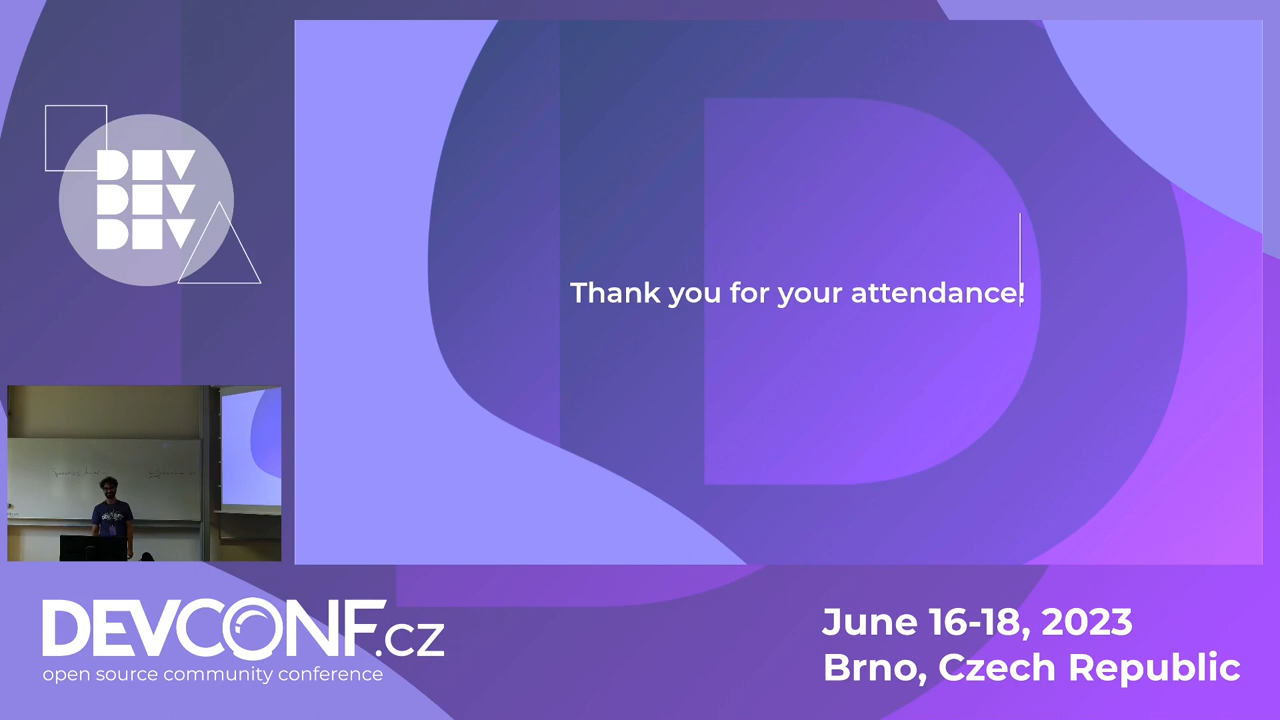 DEV
DEV
DEV
Thank you for your attendance!
DEVCONF.cz
open source community conference
June 16-18, 2023
Brno, Czech Republic